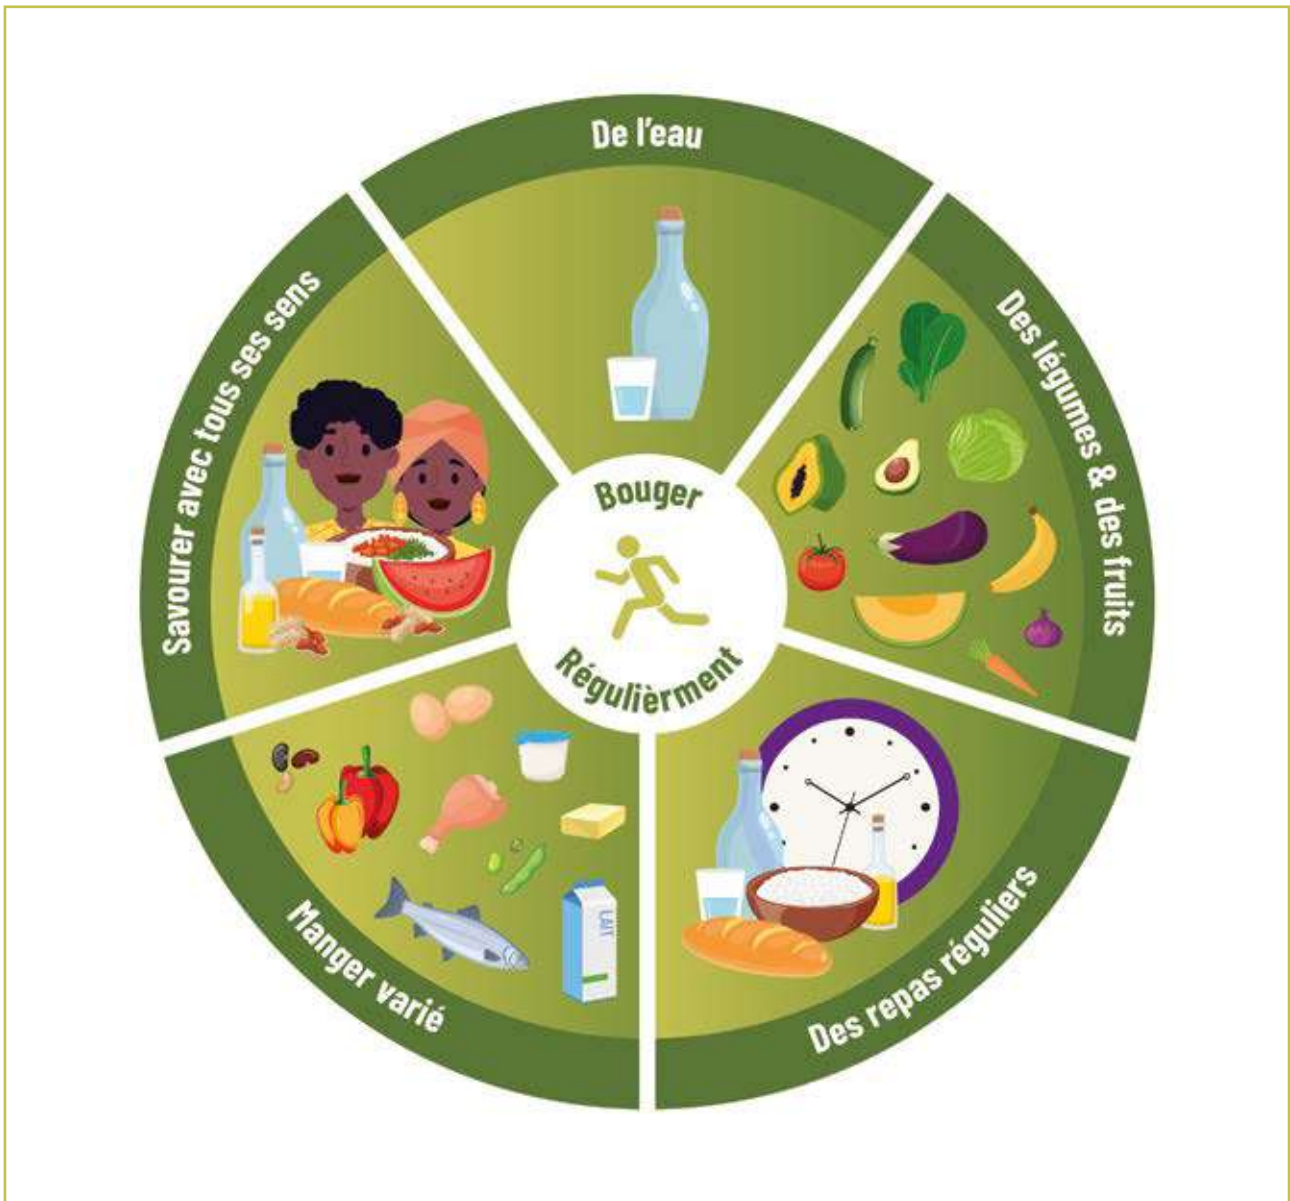 De l'eau
Des légumes & des fruits
Des repas réguliers
LAIT
Manger varié
Savourer avec tous ses sens
Bouger
Régulièrment